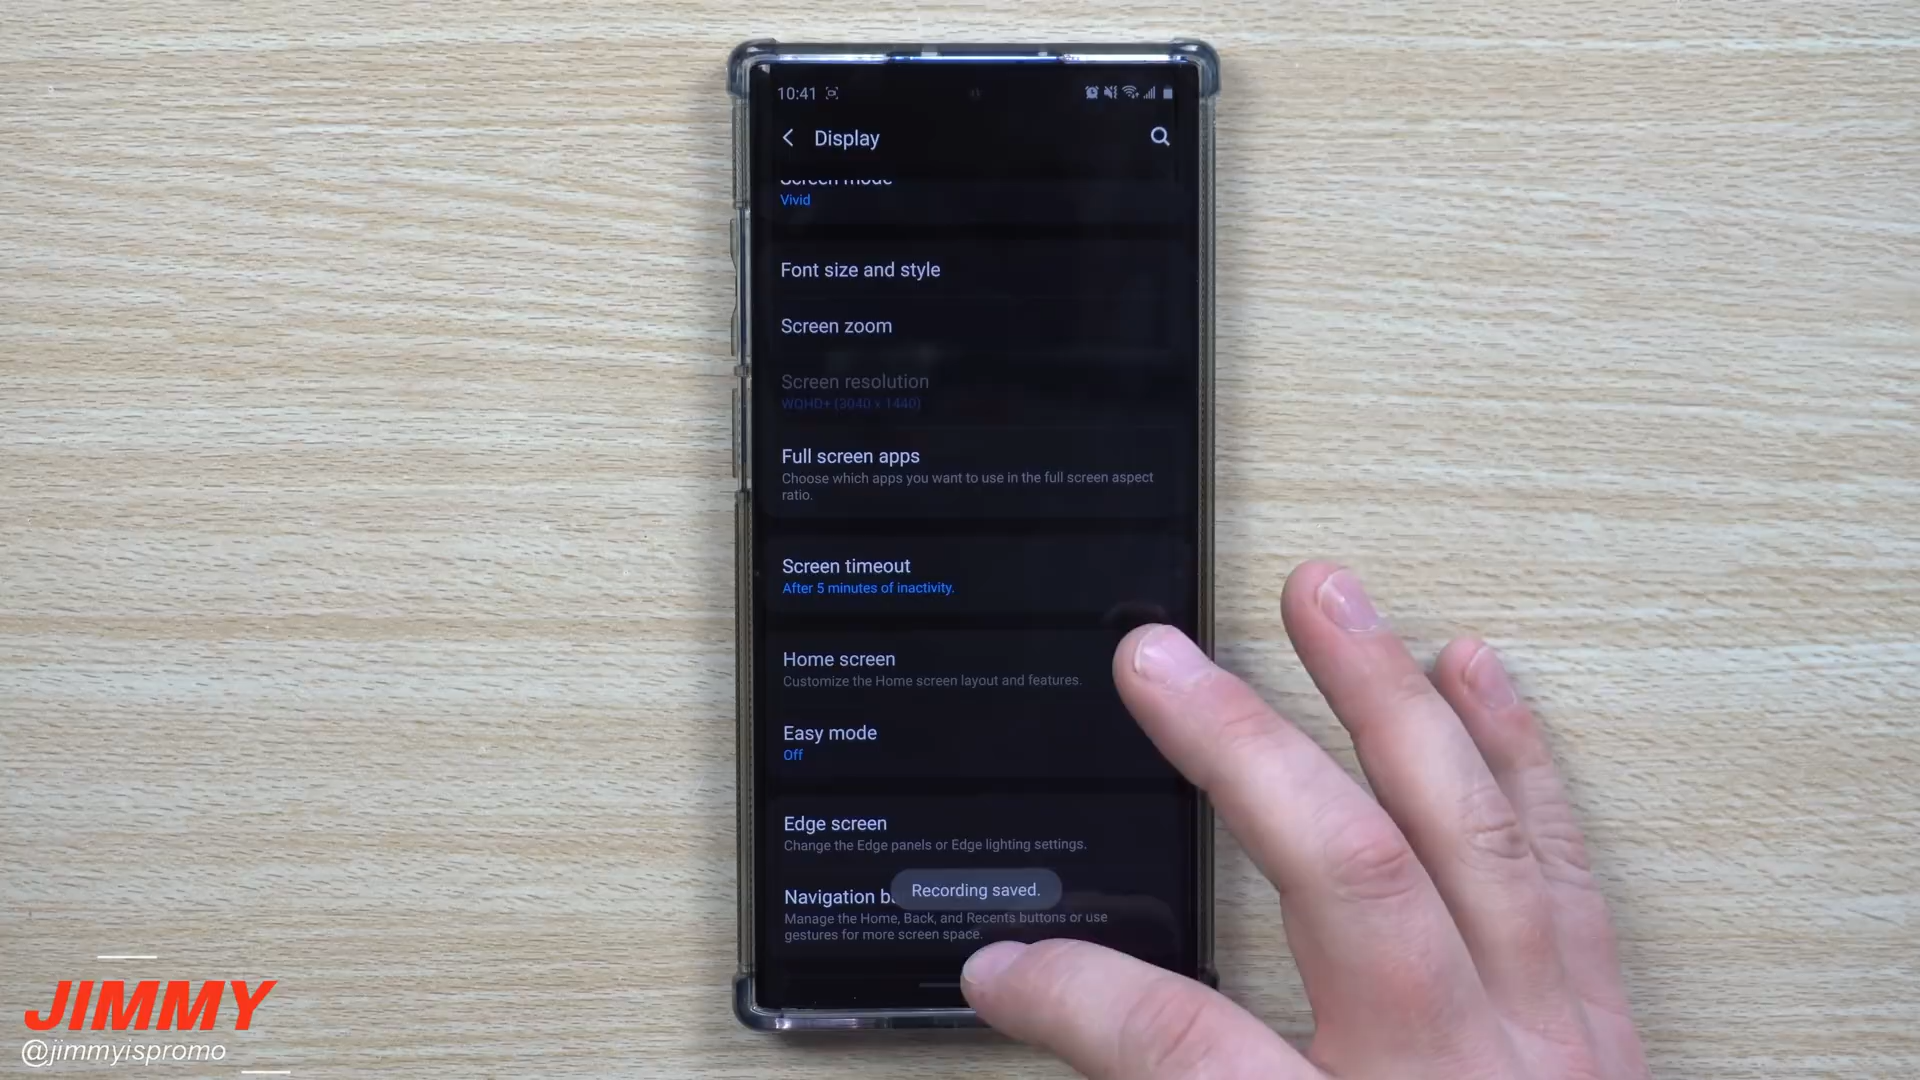 10:41
Display
Screen mode
Vivid
Font size and style
Screen zoom
Screen resolution
WQHD+ (3040 x 1440)
Full screen apps
Choose which apps you want to use in the full screen aspect
ratio.
Screen timeout
After 5 minutes of inactivity.
Home screen
Customize the Home screen layout and features.
Easy mode
Off
Edge screen
Change the Edge panels or Edge lighting settings.
Navigation
Recording saved.
Manage the Home, Back, and Recents buttons or use
gestures for more screen space.
JIMMY
@jimmyispromo